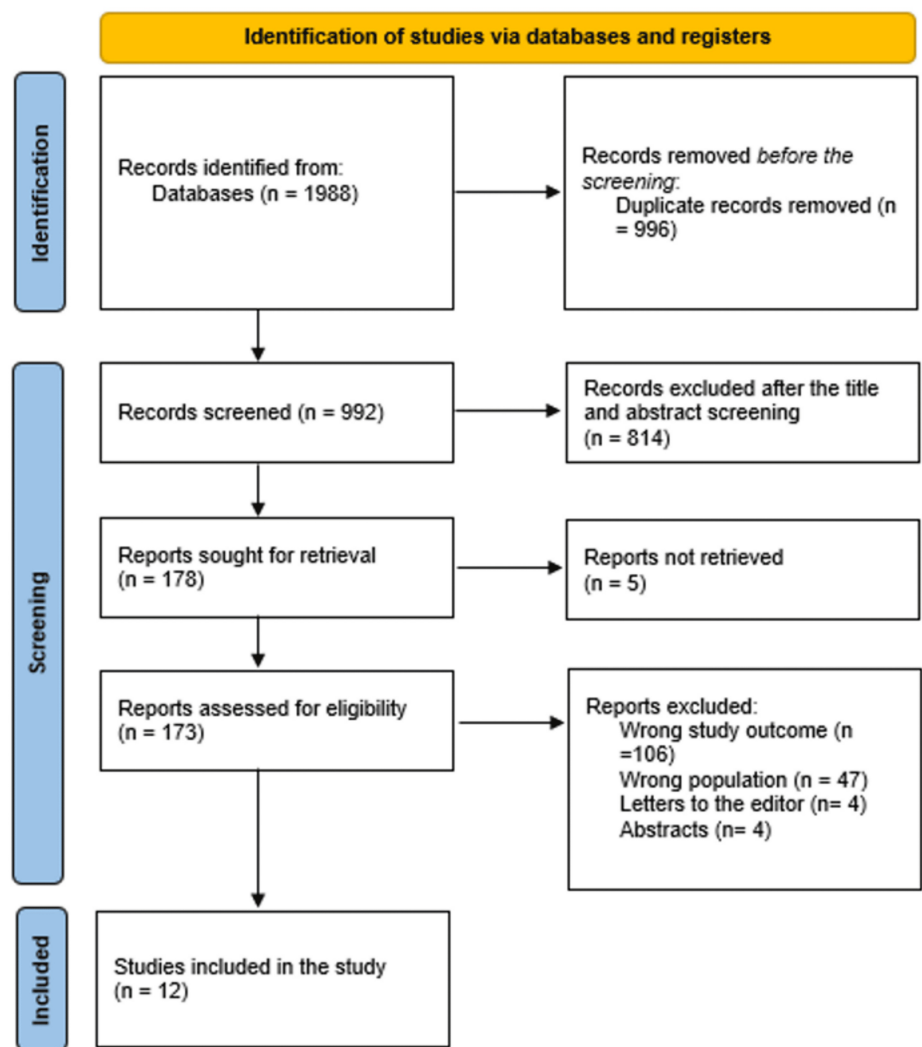 Identification of studies via databases and registers
Identification
Records identified from:
Databases (n = 1988)
Records removed before the
screening:
Duplicate records removed (n
= 996)
Screening
Records screened (n = 992)
Records excluded after the title
and abstract screening
(n = 814)
Reports sought for retrieval
(n = 178)
Reports not retrieved
(n = 5)
Reports assessed for eligibility
(n = 173)
Reports excluded:
Wrong study outcome (n
=106)
Wrong population (n = 47)
Letters to the editor (n= 4)
Abstracts (n= 4)
Included
Studies included in the study
(n = 12)